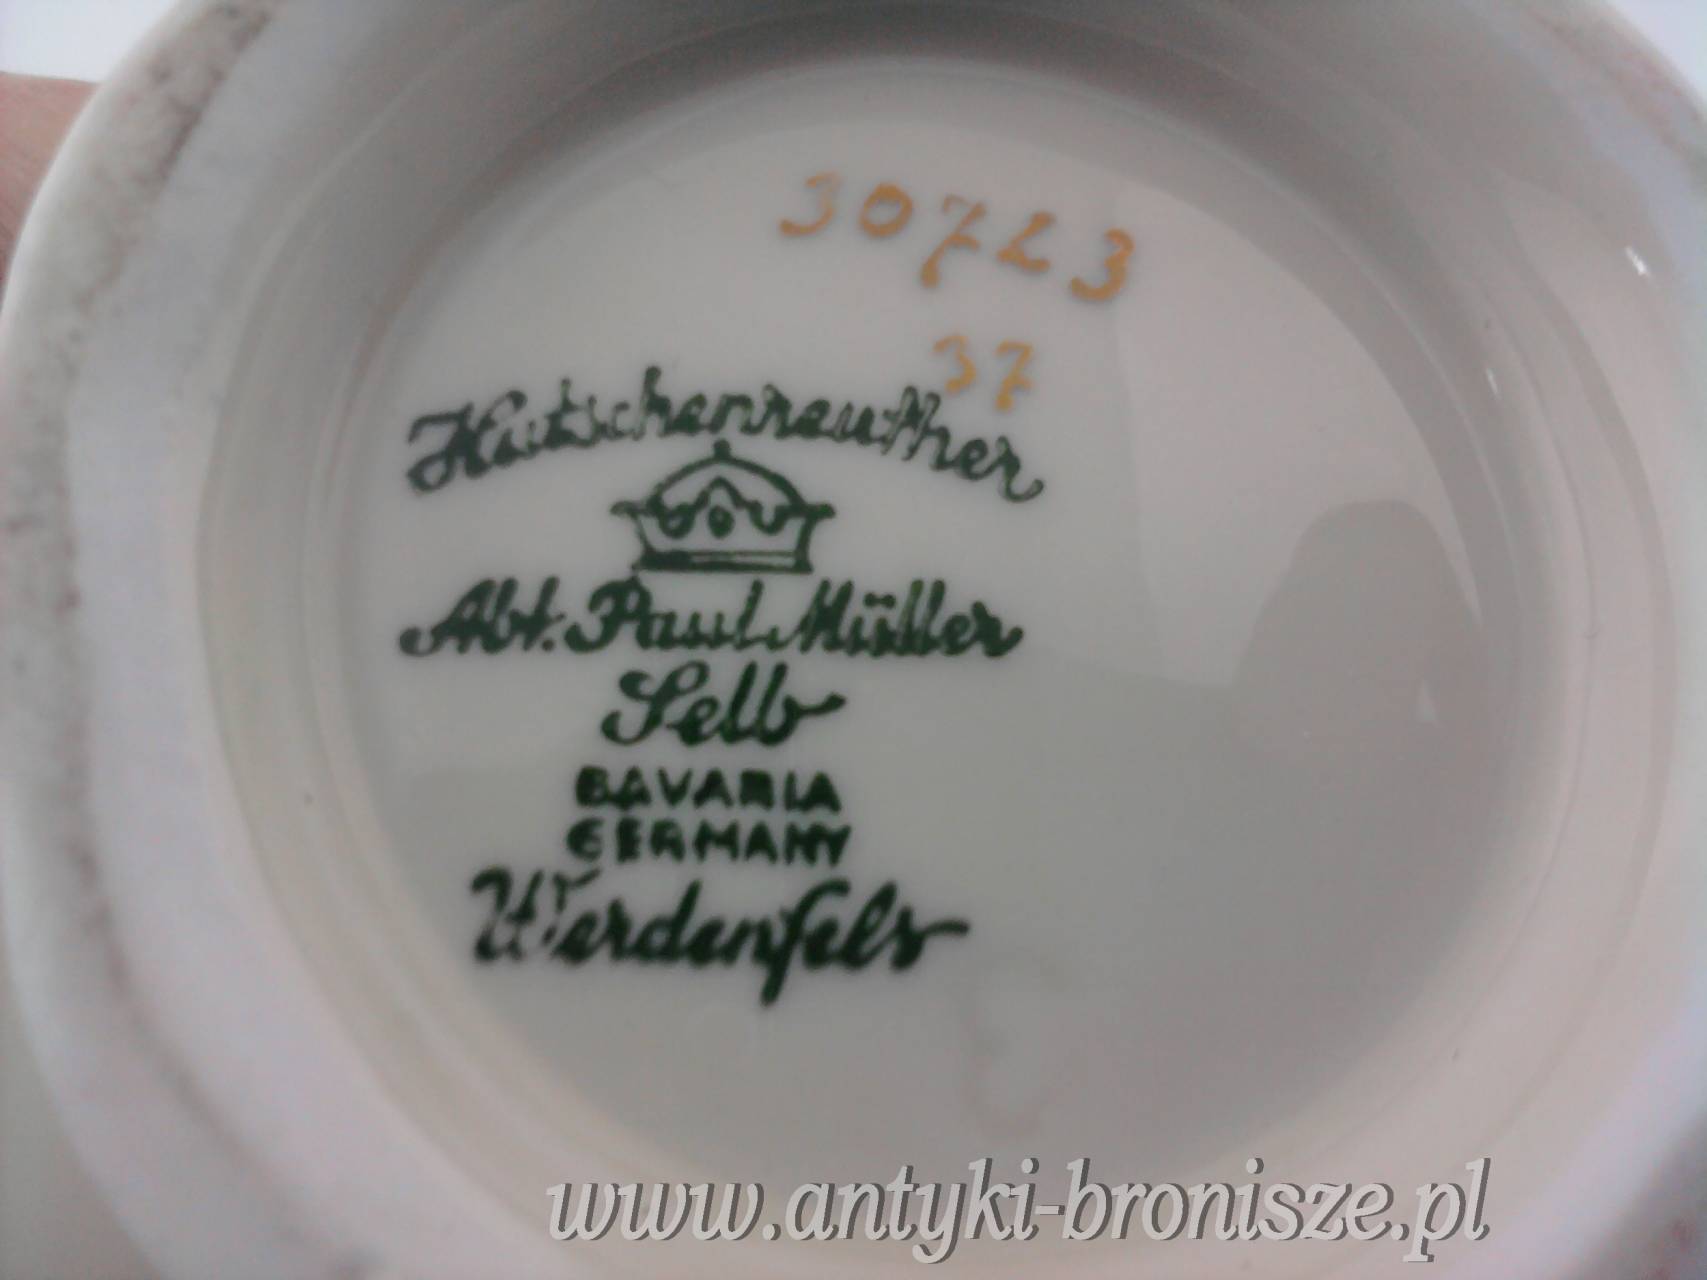 30723
37
Hutschenreuther
Abt. Paul Müller
Selb
BAVARIA
GERMANY
Werdenfels
www.antyki-bronisze.pl